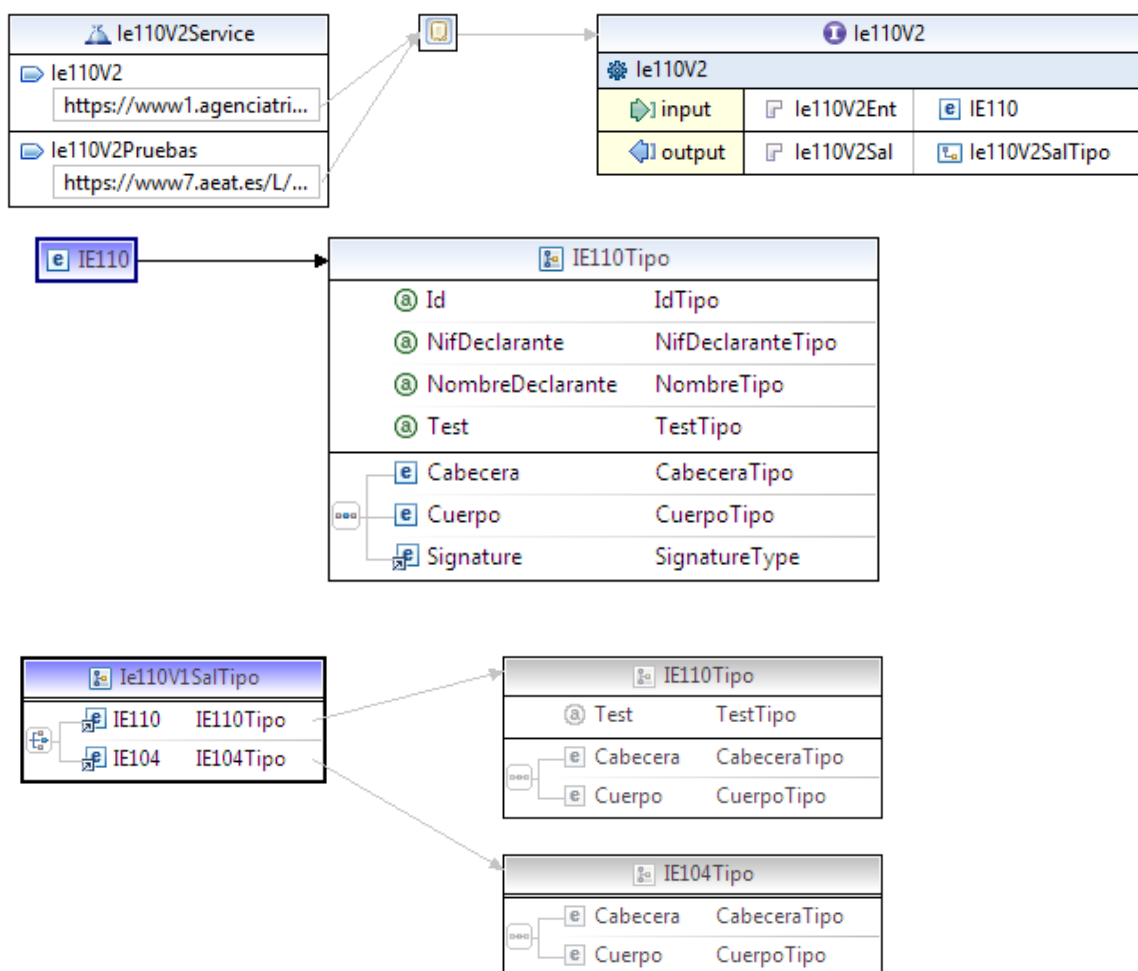 Ie110V2Service
Ie110V2
https://www1.agenciatri...
Ie110V2Pruebas
https://www7.aeat.es/L/...
Ie110V2
Ie110V2
input Ie110V2Ent IE110
output Ie110V2Sal Ie110V2SalTipo
IE110
IE110Tipo
Id IdTipo
NifDeclarante NifDeclaranteTipo
NombreDeclarante NombreTipo
Test TestTipo
Cabecera CabeceraTipo
Cuerpo CuerpoTipo
Signature SignatureType
Ie110V1SalTipo
IE110 IE110Tipo
IE104 IE104Tipo
IE110Tipo
Test TestTipo
Cabecera CabeceraTipo
Cuerpo CuerpoTipo
IE104Tipo
Cabecera CabeceraTipo
Cuerpo CuerpoTipo